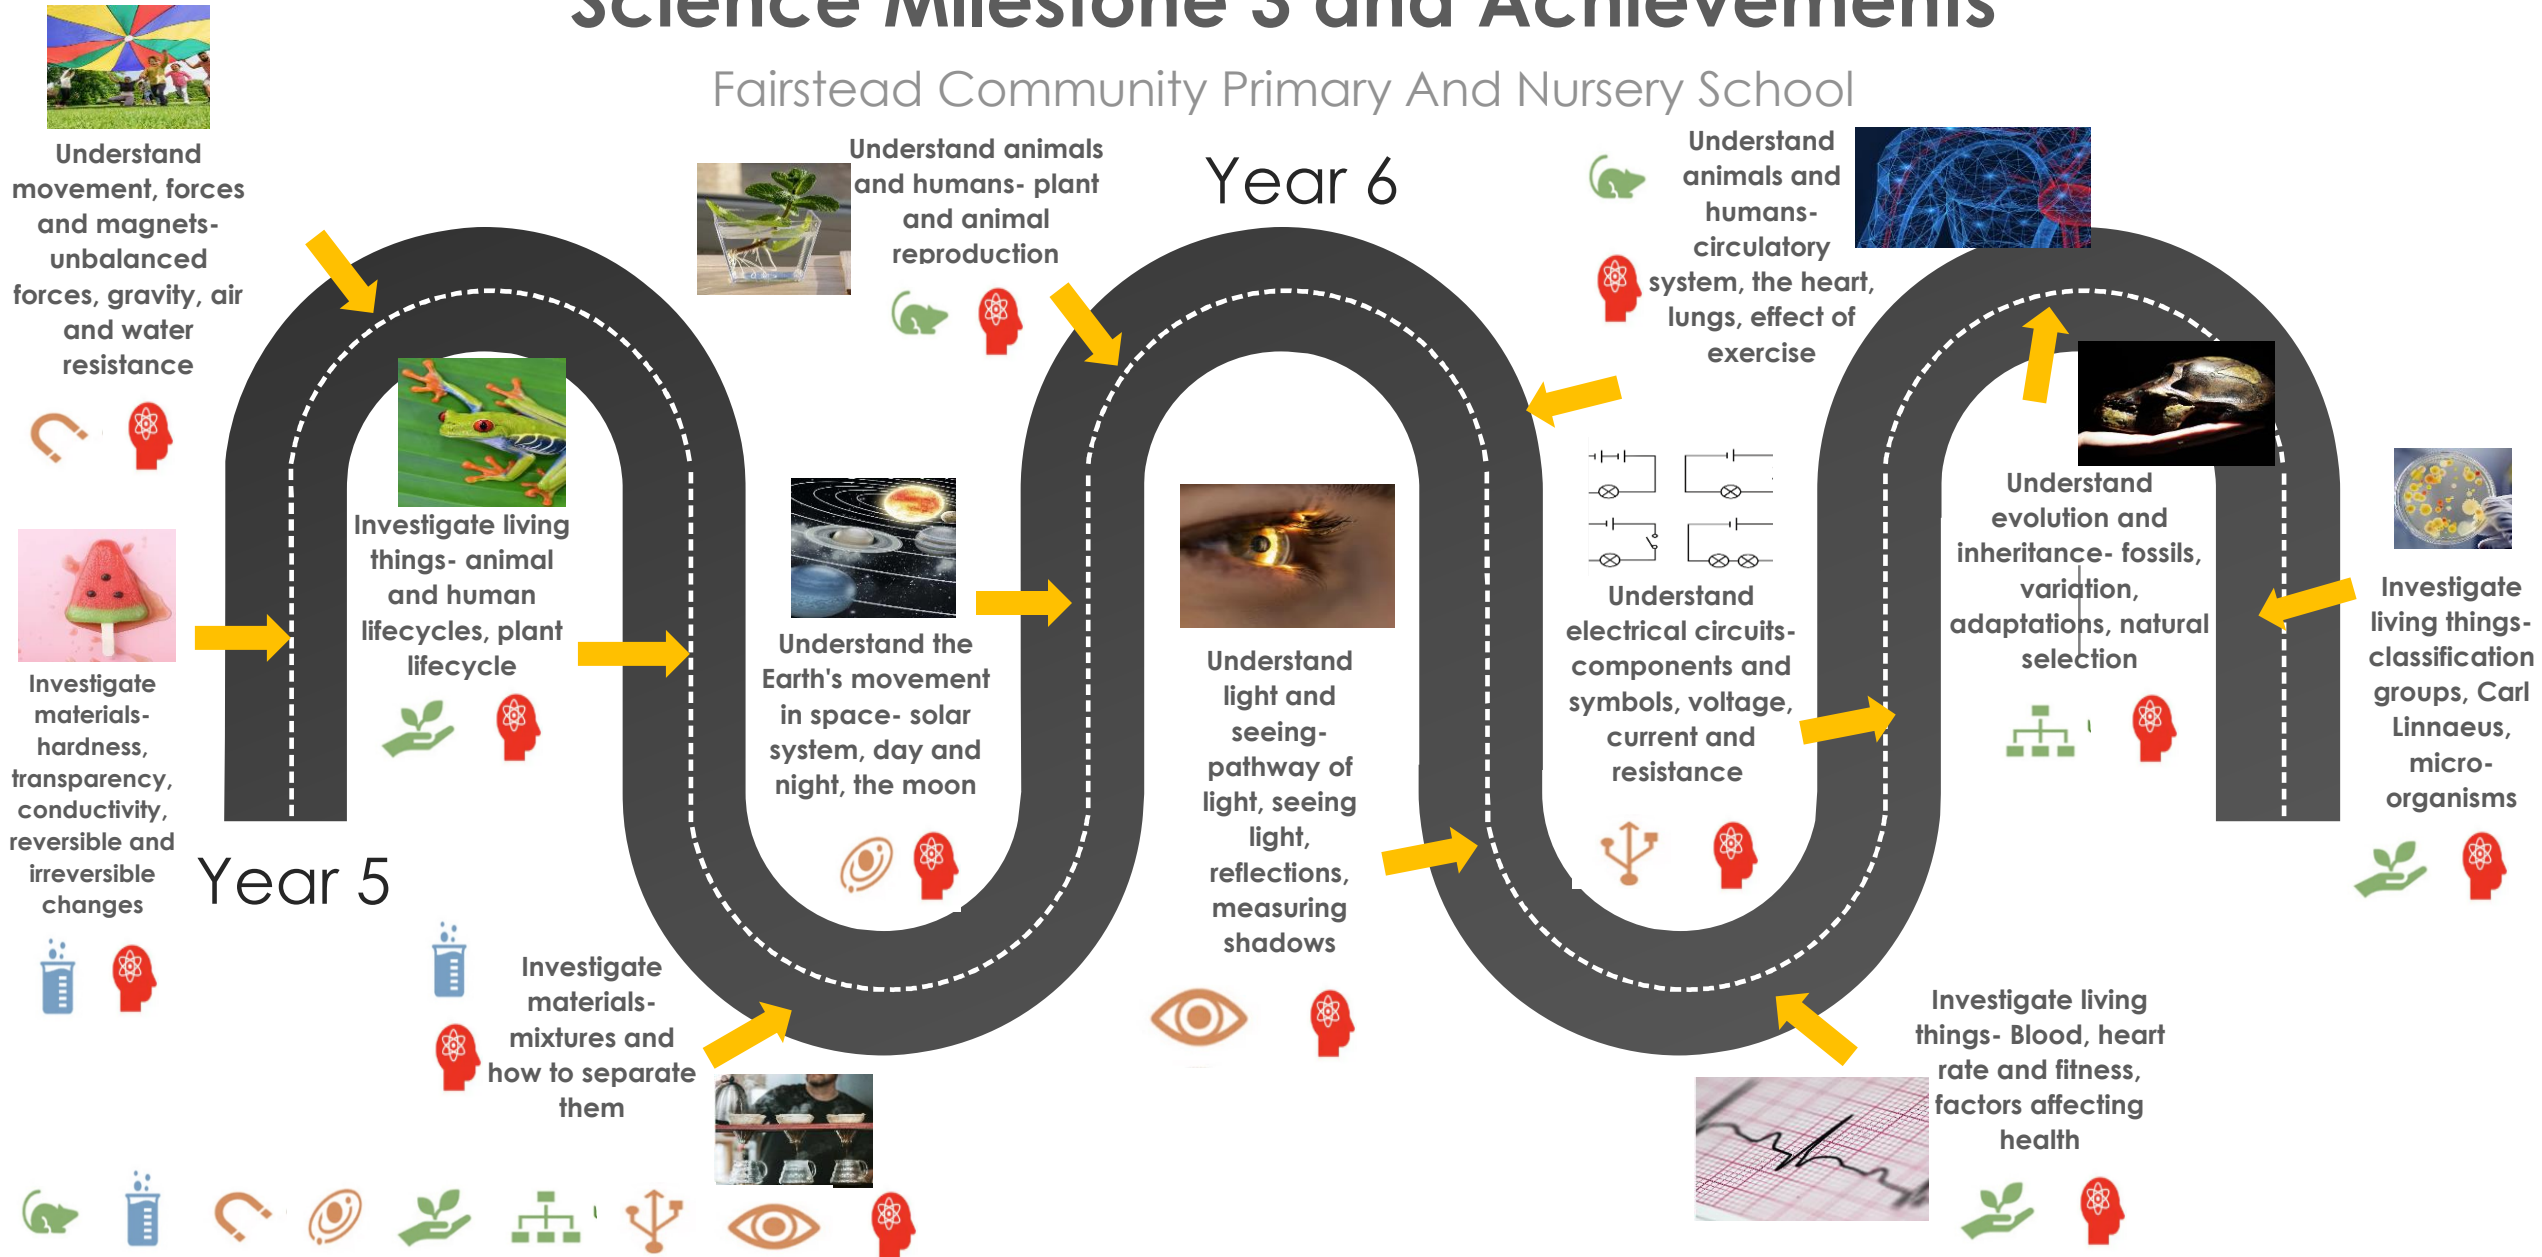 Science Milestone 3 and Achievements
Fairstead Community Primary And Nursery School
Understand
movement, forces
and magnets-
unbalanced
forces, gravity, air
and water
resistance
Investigate
materials-
hardness,
transparency,
conductivity,
reversible and
irreversible
changes
Year 5
Investigate living
things- animal
and human
lifecycles, plant
lifecycle
Investigate
materials-
mixtures and
how to separate
them
Understand the
Earth's movement
in space- solar
system, day and
night, the moon
Understand animals
and humans- plant
and animal
reproduction
Year 6
Understand
animals and
humans-
circulatory
system, the heart,
lungs, effect of
exercise
Understand
light and
seeing-
pathway of
light, seeing
light,
reflections,
measuring
shadows
Understand
electrical circuits-
components and
symbols, voltage,
current and
resistance
Investigate living
things- Blood, heart
rate and fitness,
factors affecting
health
Understand
evolution and
inheritance- fossils,
variation,
adaptations, natural
selection
Investigate
living things-
classification
groups, Carl
Linnaeus,
micro-
organisms